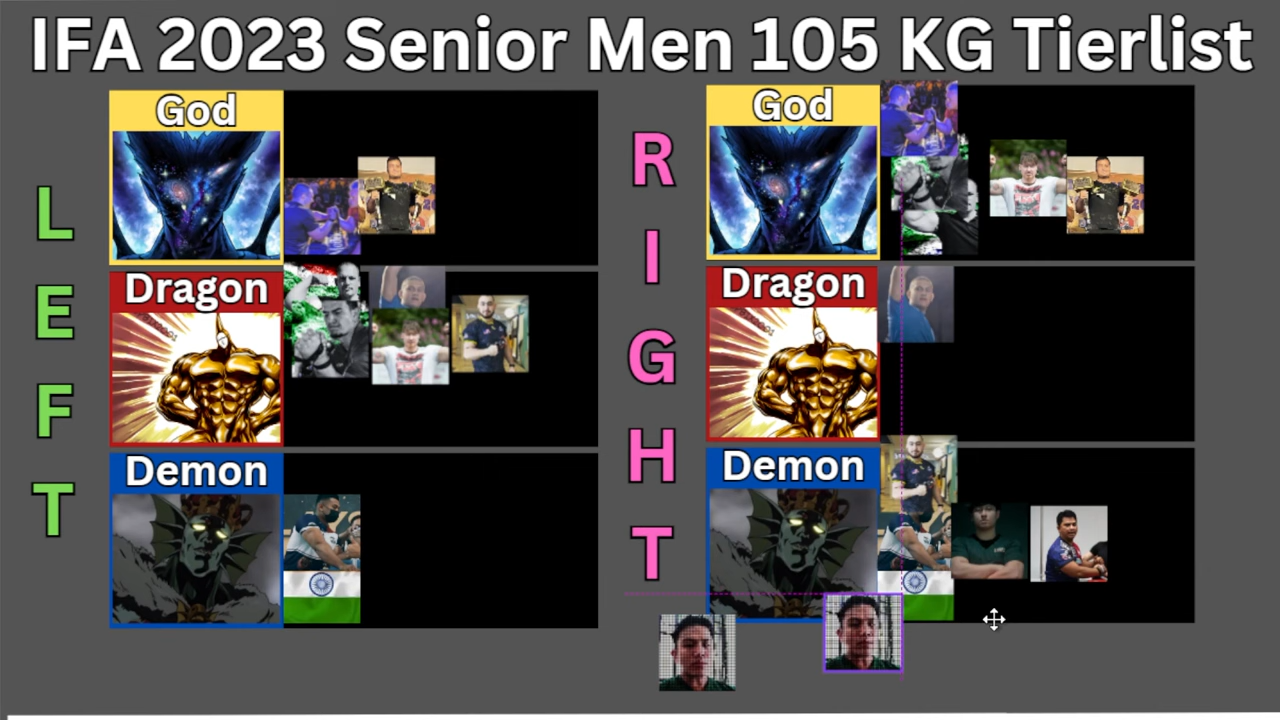 IFA 2023 Senior Men 105 KG Tierlist
LEFT
God
Dragon
Demon
RIGHT
God
Dragon
Demon